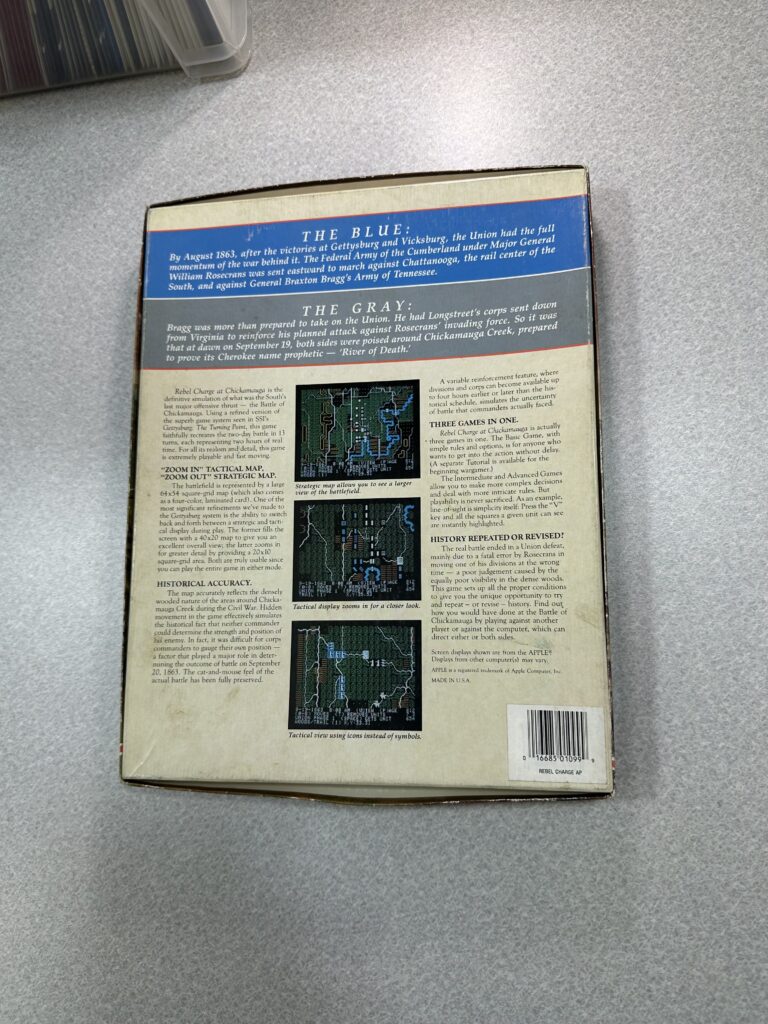 THE BLUE:
By August 1863, after the victories at Gettysburg and Vicksburg, the Union had the full
momentum of the war behind it. The Federal Army of the Cumberland under Major General
William Rosecrans was sent eastward to march against Chattanooga, the rail center of the
South, and against General Braxton Bragg's Army of Tennessee.
THE GRAY:
Bragg was more than prepared to take on the Union. He had Longstreet's corps sent down
from Virginia to reinforce his planned attack against Rosecrans' invading force. So it was
that at dawn on September 19, both sides were poised around Chickamauga Creek, prepared
to prove its Cherokee name prophetic — 'River of Death.'
Rebel Charge at Chickamauga is the
definitive simulation of what was the South's
last major offensive thrust — the Battle of
Chickamauga. Using a refined version of
the superb game system seen in SSI's
Gettysburg: The Turning Point, this game
faithfully recreates the two-day battle in 13
turns, each representing two hours of real
time. For all its realism and detail, this game
is extremely playable and fast moving.
"ZOOM IN" TACTICAL MAP,
"ZOOM OUT" STRATEGIC MAP.
The battlefield is represented by a large
64x54 square-grid map (which also comes
as a four-color, laminated card). One of the
most significant refinements we've made to
the Gettysburg system is the ability to switch
back and forth between a strategic and tacti-
cal display during play. The former fills the
screen with a 40x20 map to give you an
excellent overall view; the latter zooms in
for greater detail by providing a 20x10
square-grid area. Both are truly usable since
you can play the entire game in either mode.
HISTORICAL ACCURACY.
The map accurately reflects the densely
wooded nature of the areas around Chicka-
mauga Creek during the Civil War. Hidden
movement in the game effectively simulates
the historical fact that neither commander
could determine the strength and position of
his enemy. In fact, it was difficult for corps
commanders to gauge their own position —
a factor that played a major role in deter-
mining the outcome of battle on September
20, 1863. The cat-and-mouse feel of the
actual battle has been fully preserved.
Strategic map allows you to see a larger
view of the battlefield.
Tactical display zooms in for a closer look.
Tactical view using icons instead of symbols.
A variable reinforcement feature, where
divisions and corps can become available up
to four hours earlier or later than the his-
torical schedule, simulates the uncertainty
of battle that commanders actually faced.
THREE GAMES IN ONE.
Rebel Charge at Chickamauga is actually
three games in one. The Basic Game, with
simple rules and options, is for anyone who
wants to get into the action without delay.
(A separate Tutorial is available for the
beginning wargamer.)
The Intermediate and Advanced Games
allow you to make more complex decisions
and deal with more intricate rules. But
playability is never sacrificed. As an example,
line-of-sight is simplicity itself: Press the "V"
key and all the squares a green unit can see
are instantly highlighted.
HISTORY REPEATED OR REVISED?
The real battle ended in a Union defeat,
mainly due to a fatal error by Rosecrans in
moving one of his divisions at the wrong
time — a poor judgement caused by the
equally poor visibility in the dense woods.
This game sets up all the proper conditions
to give you the unique opportunity to try
and repeat – or revise – history. Find out
how you would have done at the Battle of
Chickamauga by playing against another
player or against the computer, which can
direct either or both sides.
Screen displays shown are from the APPLE®
Displays from other computer(s) may vary.
APPLE is a registered trademark of Apple Computer, Inc.
MADE IN U.S.A.
0 16685 01099 9
REBEL CHARGE AP